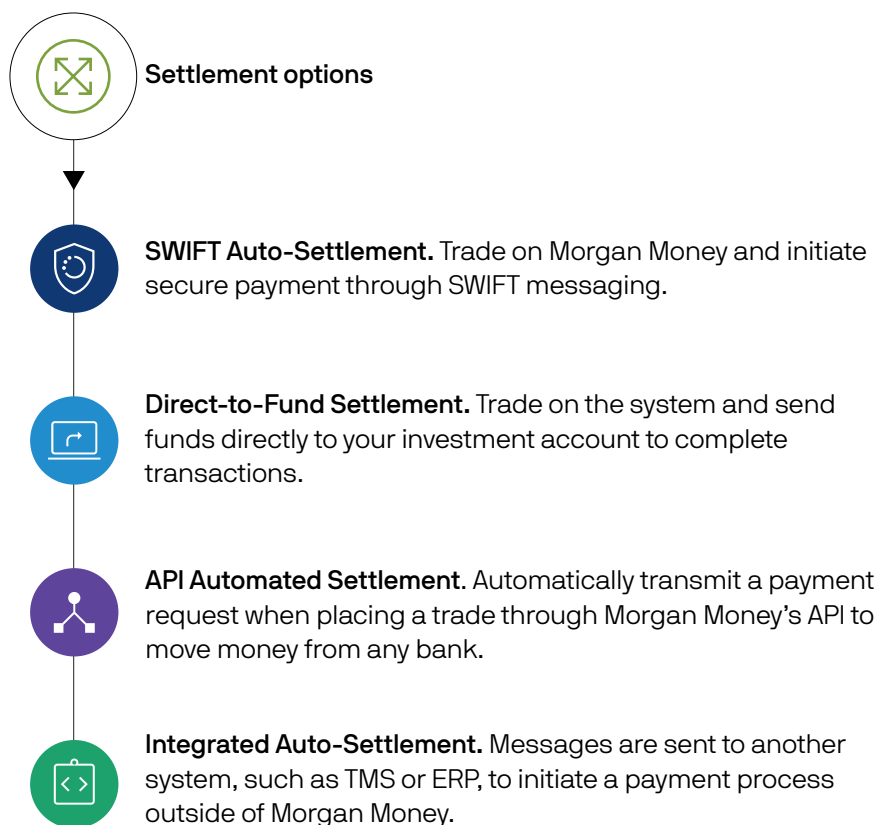 Settlement options
SWIFT Auto-Settlement. Trade on Morgan Money and initiate
secure payment through SWIFT messaging.
Direct-to-Fund Settlement. Trade on the system and send
funds directly to your investment account to complete
transactions.
API Automated Settlement. Automatically transmit a payment
request when placing a trade through Morgan Money’s API to
move money from any bank.
Integrated Auto-Settlement. Messages are sent to another
system, such as TMS or ERP, to initiate a payment process
outside of Morgan Money.